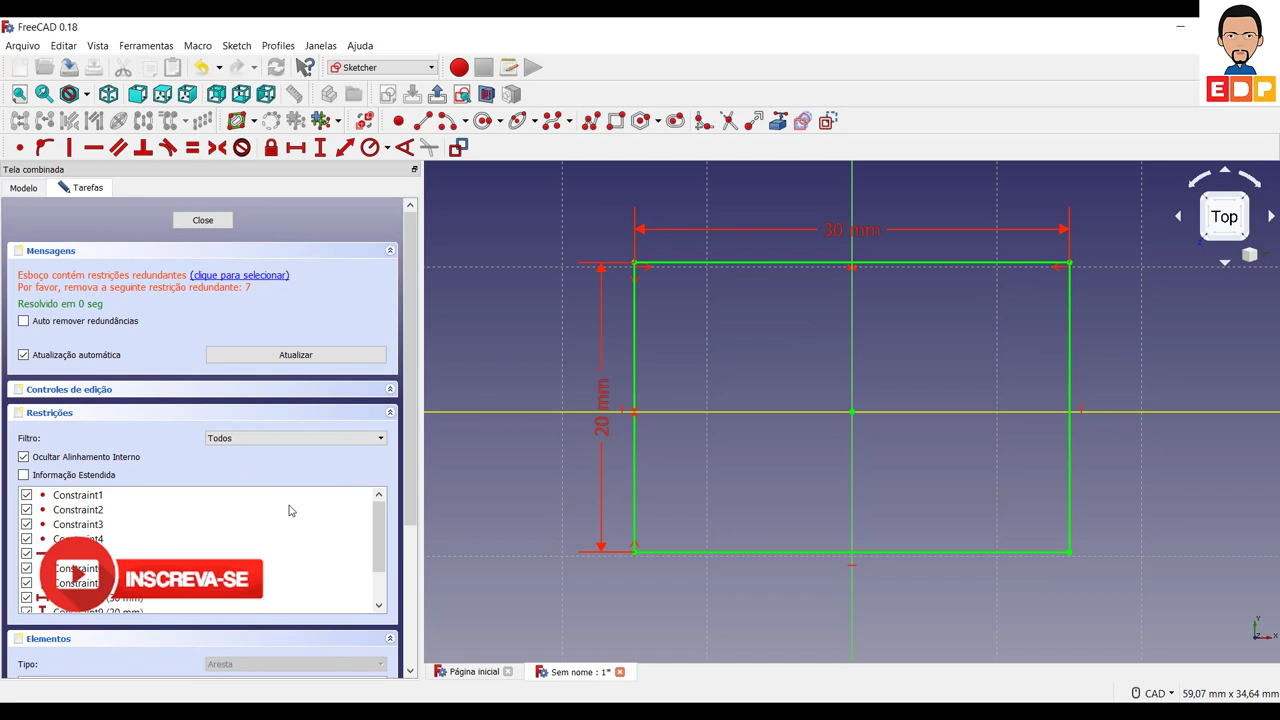 FreeCAD 0.18
Arquivo Editar Vista Ferramentas Macro Sketch Profiles Janelas Ajuda
Sketcher
EDP
Tela combinada
Modelo Tarefas
Close
Mensagens
Esboço contém restrições redundantes (clique para selecionar)
Por favor, remova a seguinte restrição redundante: 7
Resolvido em 0 seg
Auto remover redundâncias
Atualização automática Atualizar
Controles de edição
Restrições
Filtro: Todos
Ocultar Alinhamento Interno
Informação Estendida
Constraint1
Constraint2
Constraint3
Constraint4
INSCREVA-SE
Elementos
Tipo: Aresta
30 mm
20 mm
Top
Y
X
Z
Página inicial
Sem nome : 1*
CAD 59,07 mm x 34,64 mm